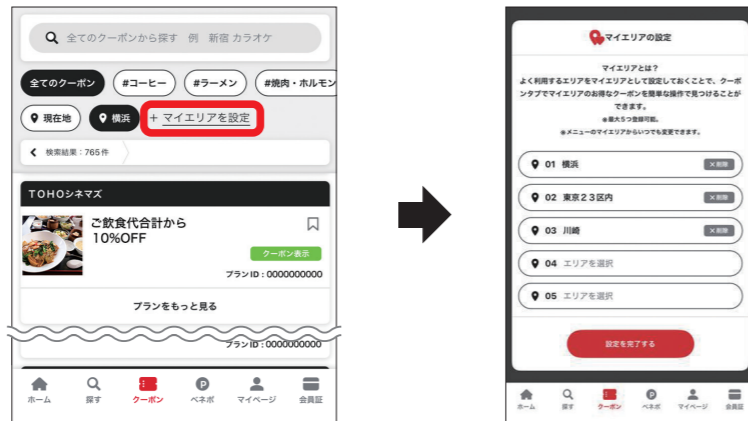 全てのクーポンから探す 例 新宿 カラオケ
全てのクーポン #コーヒー #ラーメン #焼肉・ホルモン
現在地 横浜 + マイエリアを設定
検索結果：765件
TOHOシネマズ
ご飲食代合計から
10%OFF
クーポン表示
プランID：0000000000
プランをもっと見る
プランID：0000000000
ホーム 探す クーポン ベネポ マイページ 会員証
マイエリアの設定
マイエリアとは？
よく利用するエリアをマイエリアとして設定しておくことで、クーポ
ンタブでマイエリアのお得なクーポンを簡単な操作で見つけることが
できます。
※最大5つ登録可能。
※メニューのマイエリアからいつでも変更できます。
01 横浜 ×削除
02 東京23区内 ×削除
03 川崎 ×削除
04 エリアを選択
05 エリアを選択
設定を完了する
ホーム 探す クーポン ベネポ マイページ 会員証